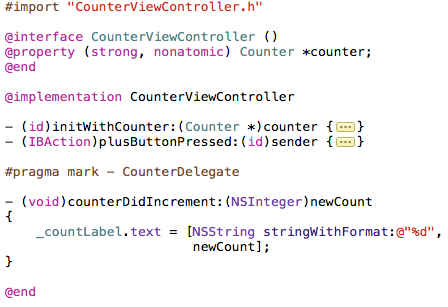 #import "CounterViewController.h"
@interface CounterViewController ()
@property (strong, nonatomic) Counter *counter;
@end
@implementation CounterViewController
– (id)initWithCounter:(Counter *)counter {•••}
– (IBAction)plusButtonPressed:(id)sender {•••}
#pragma mark – CounterDelegate
– (void)counterDidIncrement:(NSInteger)newCount
{
_countLabel.text = [NSString stringWithFormat:@"%d",
newCount];
}
@end